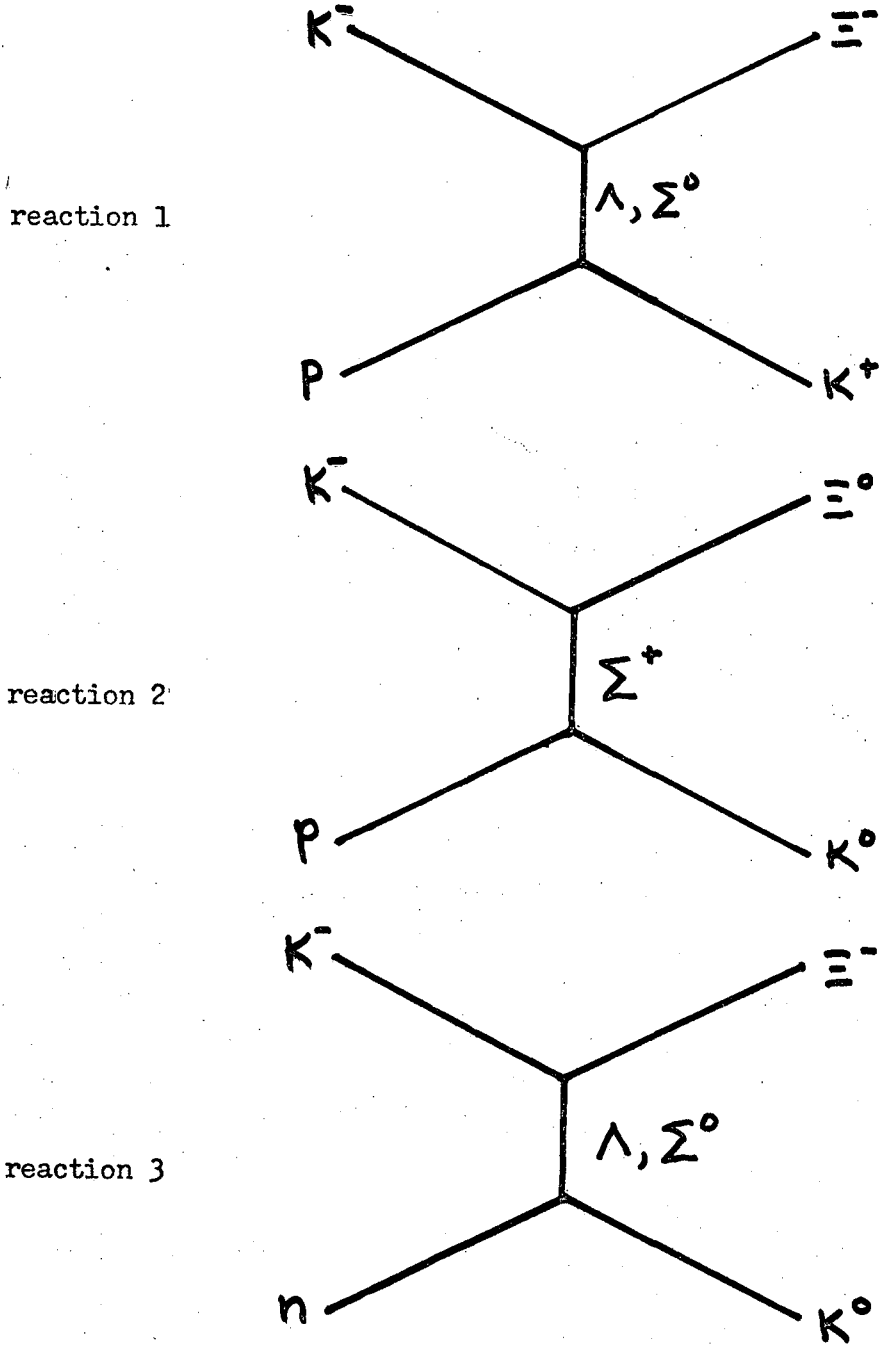 K⁻ Ξ⁻
reaction 1 Λ, Σ⁰
P K⁺
K⁻ Ξ⁰
reaction 2 Σ⁺
p K⁰
K⁻ Ξ⁻
reaction 3 Λ, Σ⁰
n K⁰